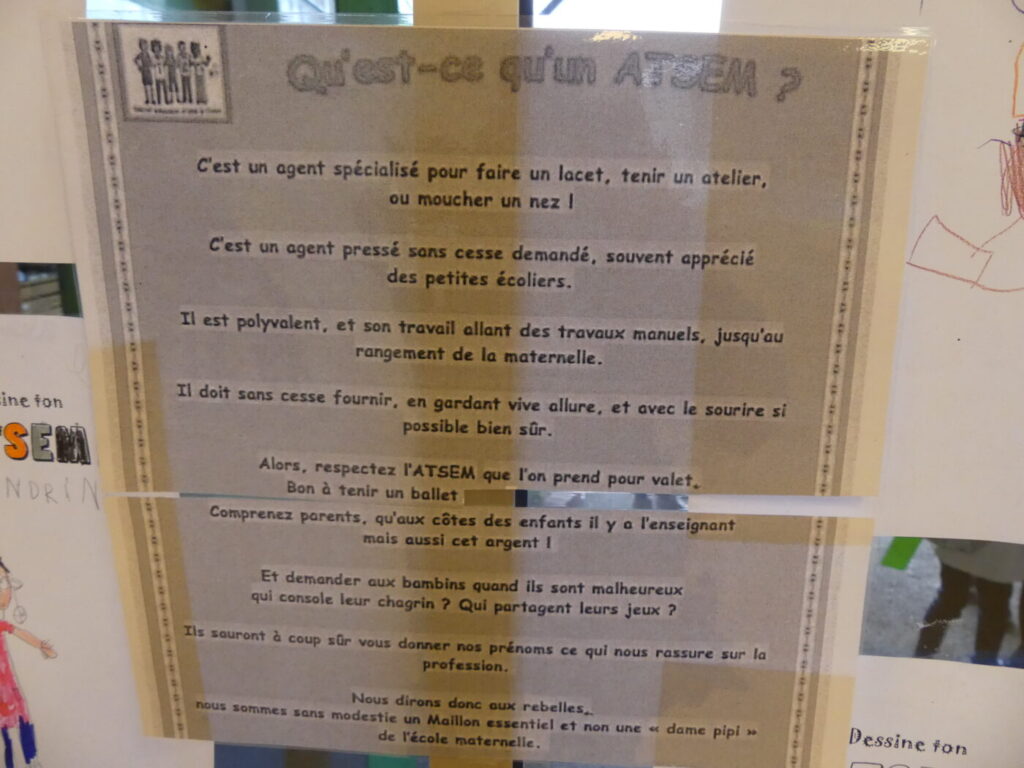 Qu'est-ce qu'un ATSEM ?
C'est un agent spécialisé pour faire un lacet, tenir un atelier,
ou moucher un nez !
C'est un agent pressé sans cesse demandé, souvent apprécié
des petites écoliers.
Il est polyvalent, et son travail allant des travaux manuels, jusqu'au
rangement de la maternelle.
Il doit sans cesse fournir, en gardant vive allure, et avec le sourire si
possible bien sûr.
Alors, respectez l'ATSEM que l'on prend pour valet,
Bon à tenir un ballet
Comprenez parents, qu'aux côtes des enfants il y a l'enseignant
mais aussi cet argent !
Et demander aux bambins quand ils sont malheureux
qui console leur chagrin ? Qui partagent leurs jeux ?
Ils sauront à coup sûr vous donner nos prénoms ce qui nous rassure sur la
profession.
Nous dirons donc aux rebelles,
nous sommes sans modestie un Maillon essentiel et non une « dame pipi »
de l'école maternelle.
sine ton
SEM
NDRIN
Dessine ton